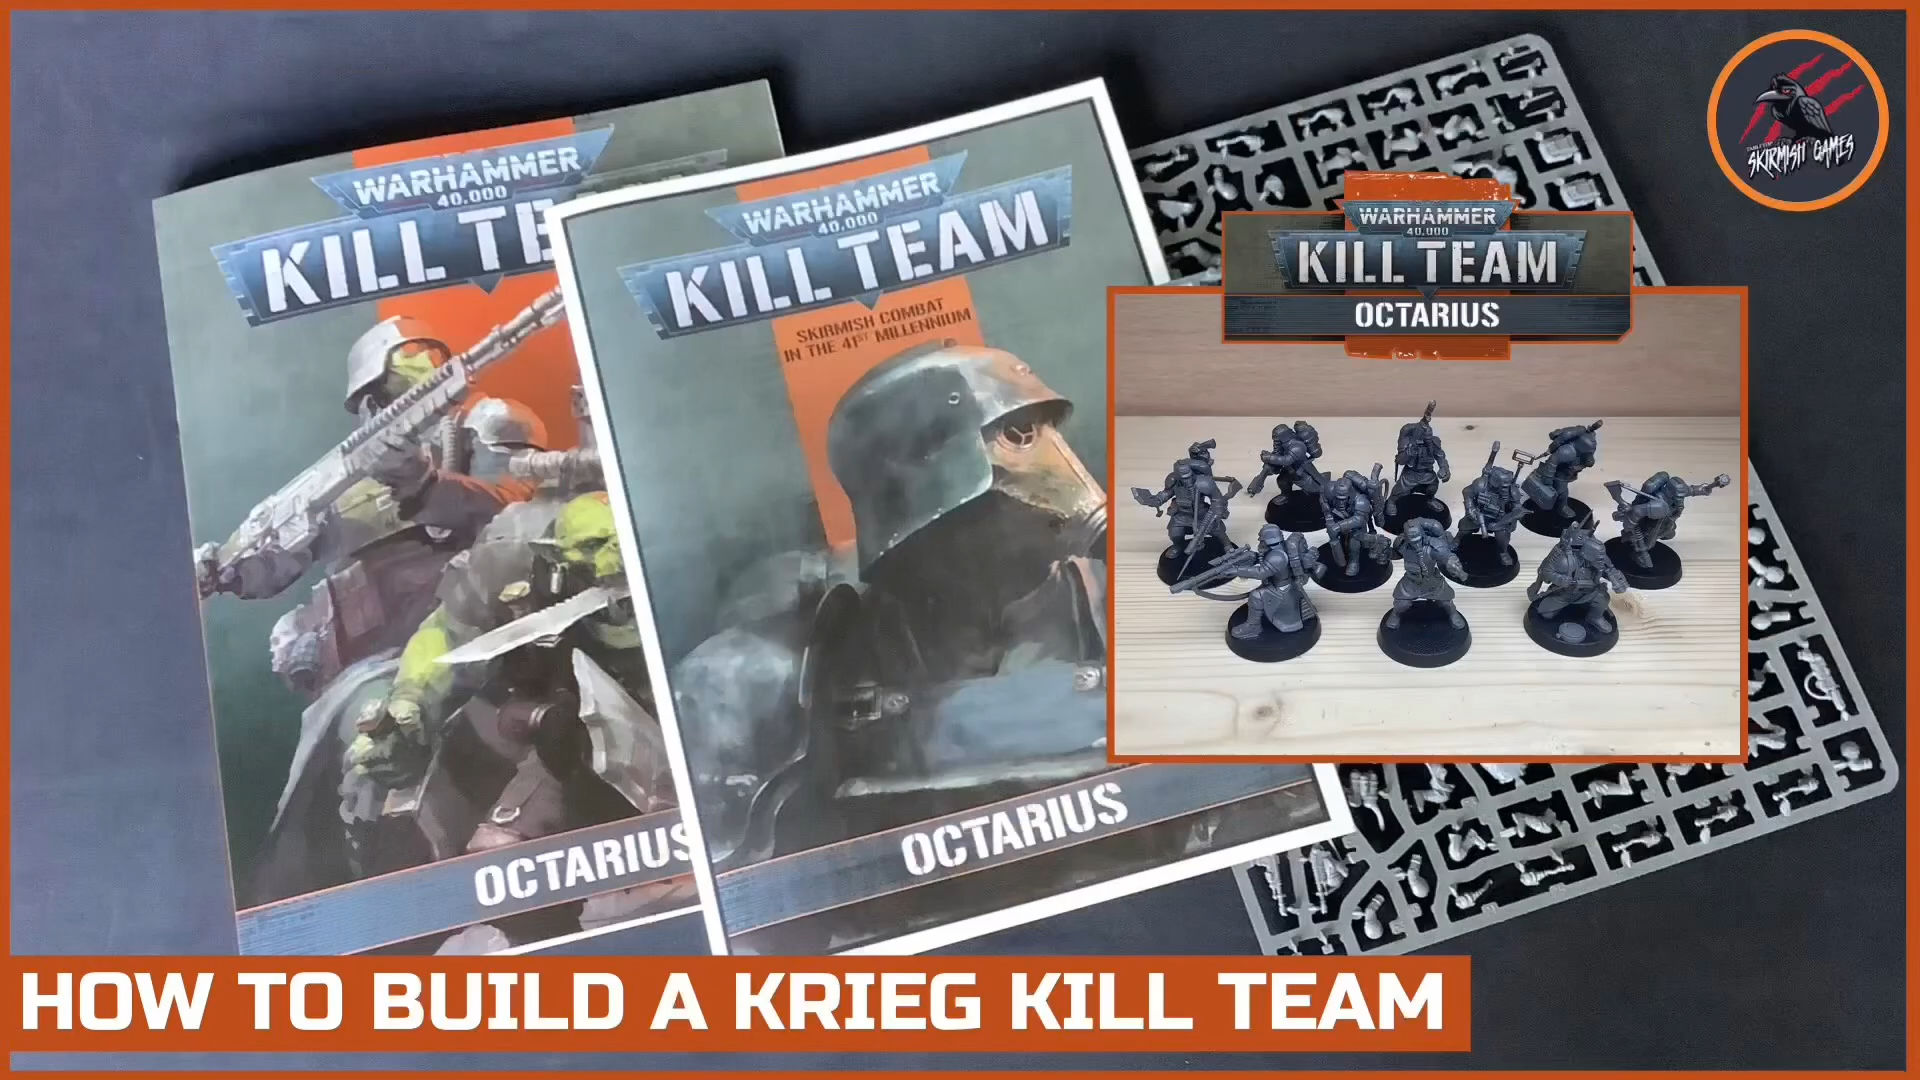 WARHAMMER
40,000
KILL TE
OCTARIUS
WARHAMMER
40,000
KILL TEAM
SKIRMISH COMBAT
IN THE 41ST MILLENNIUM
OCTARIUS
SKIRMISH GAMES
WARHAMMER
40,000
KILL TEAM
OCTARIUS
HOW TO BUILD A KRIEG KILL TEAM